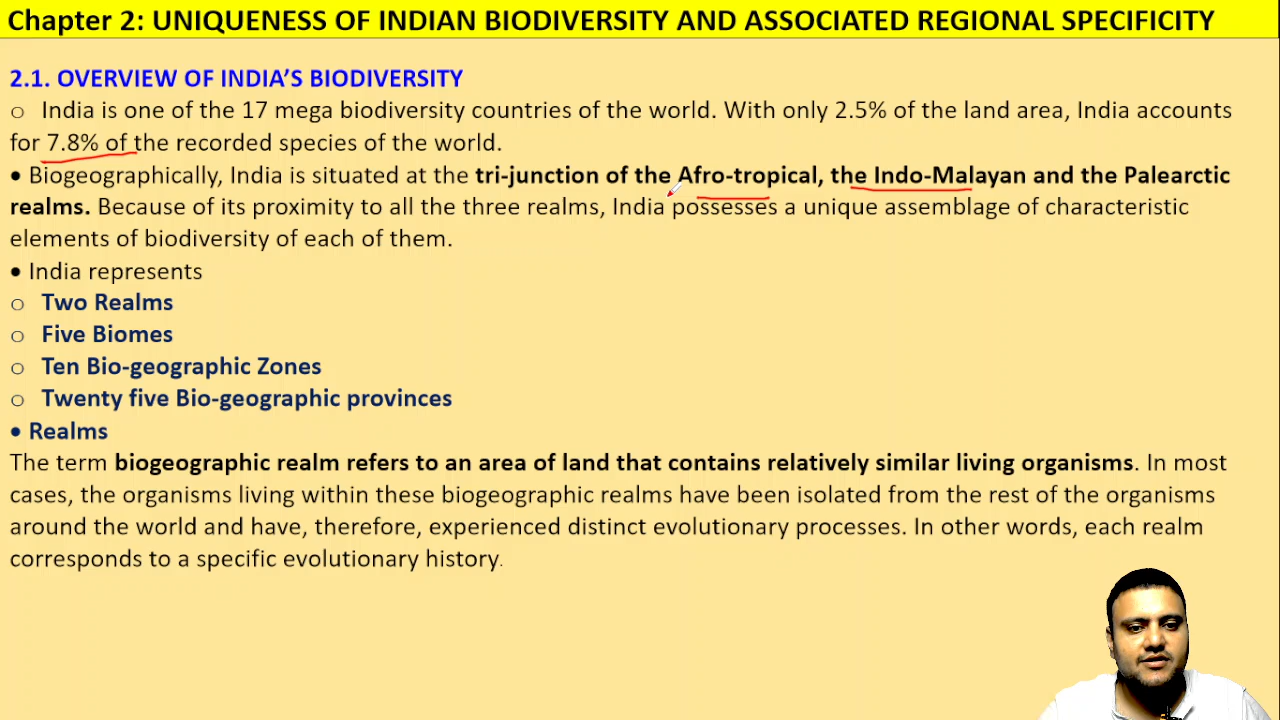 Chapter 2: UNIQUENESS OF INDIAN BIODIVERSITY AND ASSOCIATED REGIONAL SPECIFICITY
2.1. OVERVIEW OF INDIA'S BIODIVERSITY
o India is one of the 17 mega biodiversity countries of the world. With only 2.5% of the land area, India accounts
for 7.8% of the recorded species of the world.
• Biogeographically, India is situated at the tri-junction of the Afro-tropical, the Indo-Malayan and the Palearctic
realms. Because of its proximity to all the three realms, India possesses a unique assemblage of characteristic
elements of biodiversity of each of them.
• India represents
o Two Realms
o Five Biomes
o Ten Bio-geographic Zones
o Twenty five Bio-geographic provinces
• Realms
The term biogeographic realm refers to an area of land that contains relatively similar living organisms. In most
cases, the organisms living within these biogeographic realms have been isolated from the rest of the organisms
around the world and have, therefore, experienced distinct evolutionary processes. In other words, each realm
corresponds to a specific evolutionary history.